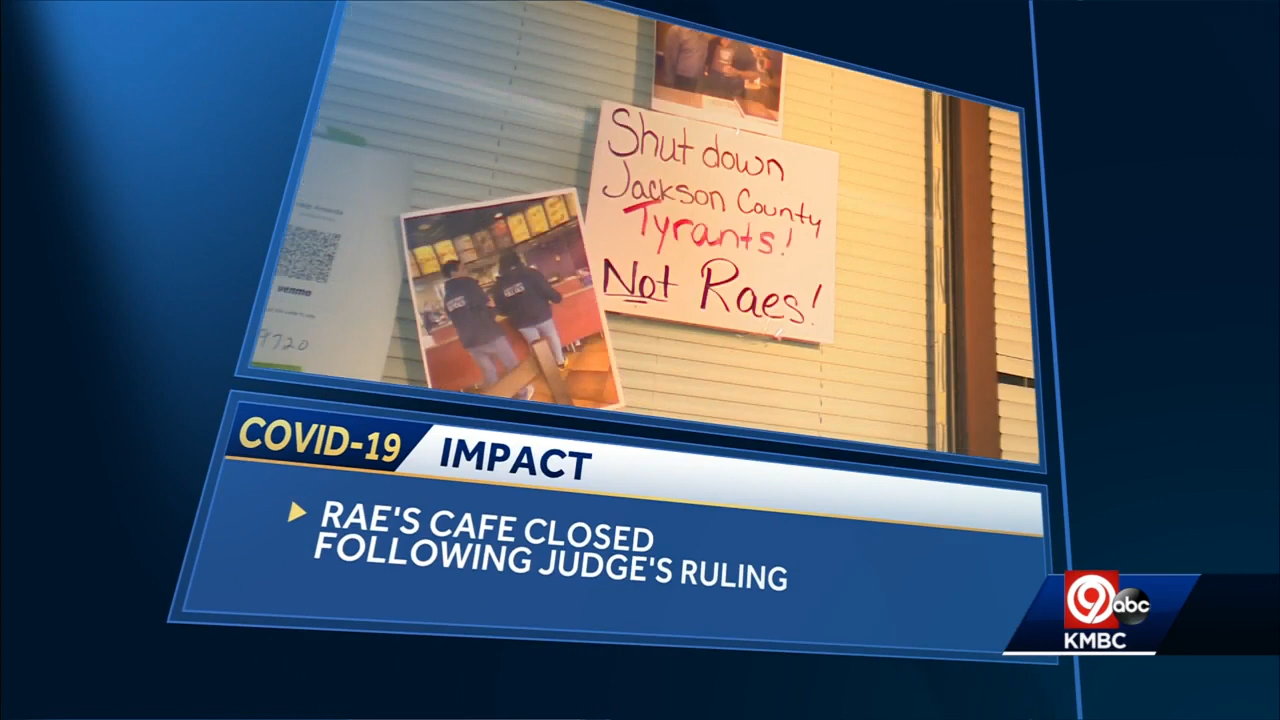 Shut down
Jackson County
Tyrants!
Not Raes!
venmo
9720
COVID-19 IMPACT
RAE'S CAFE CLOSED
FOLLOWING JUDGE'S RULING
9 abc
KMBC